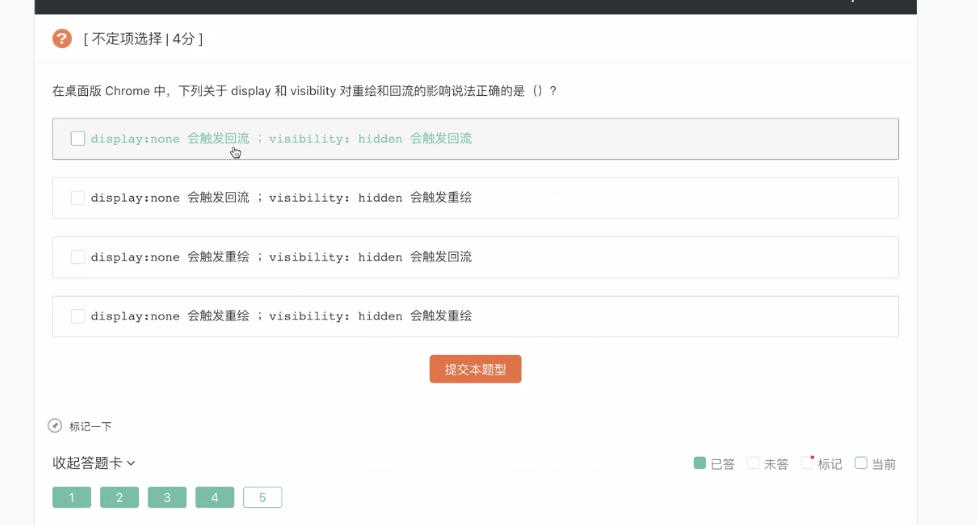 ?
[ 不定项选择 | 4分 ]
在桌面版 Chrome 中，下列关于 display 和 visibility 对重绘和回流的影响说法正确的是（）?
display:none 会触发回流 ; visibility: hidden 会触发回流
display:none 会触发回流 ; visibility: hidden 会触发重绘
display:none 会触发重绘 ; visibility: hidden 会触发回流
display:none 会触发重绘 ; visibility: hidden 会触发重绘
提交本题型
标记一下
收起答题卡
已答 未答 标记 当前
1 2 3 4 5